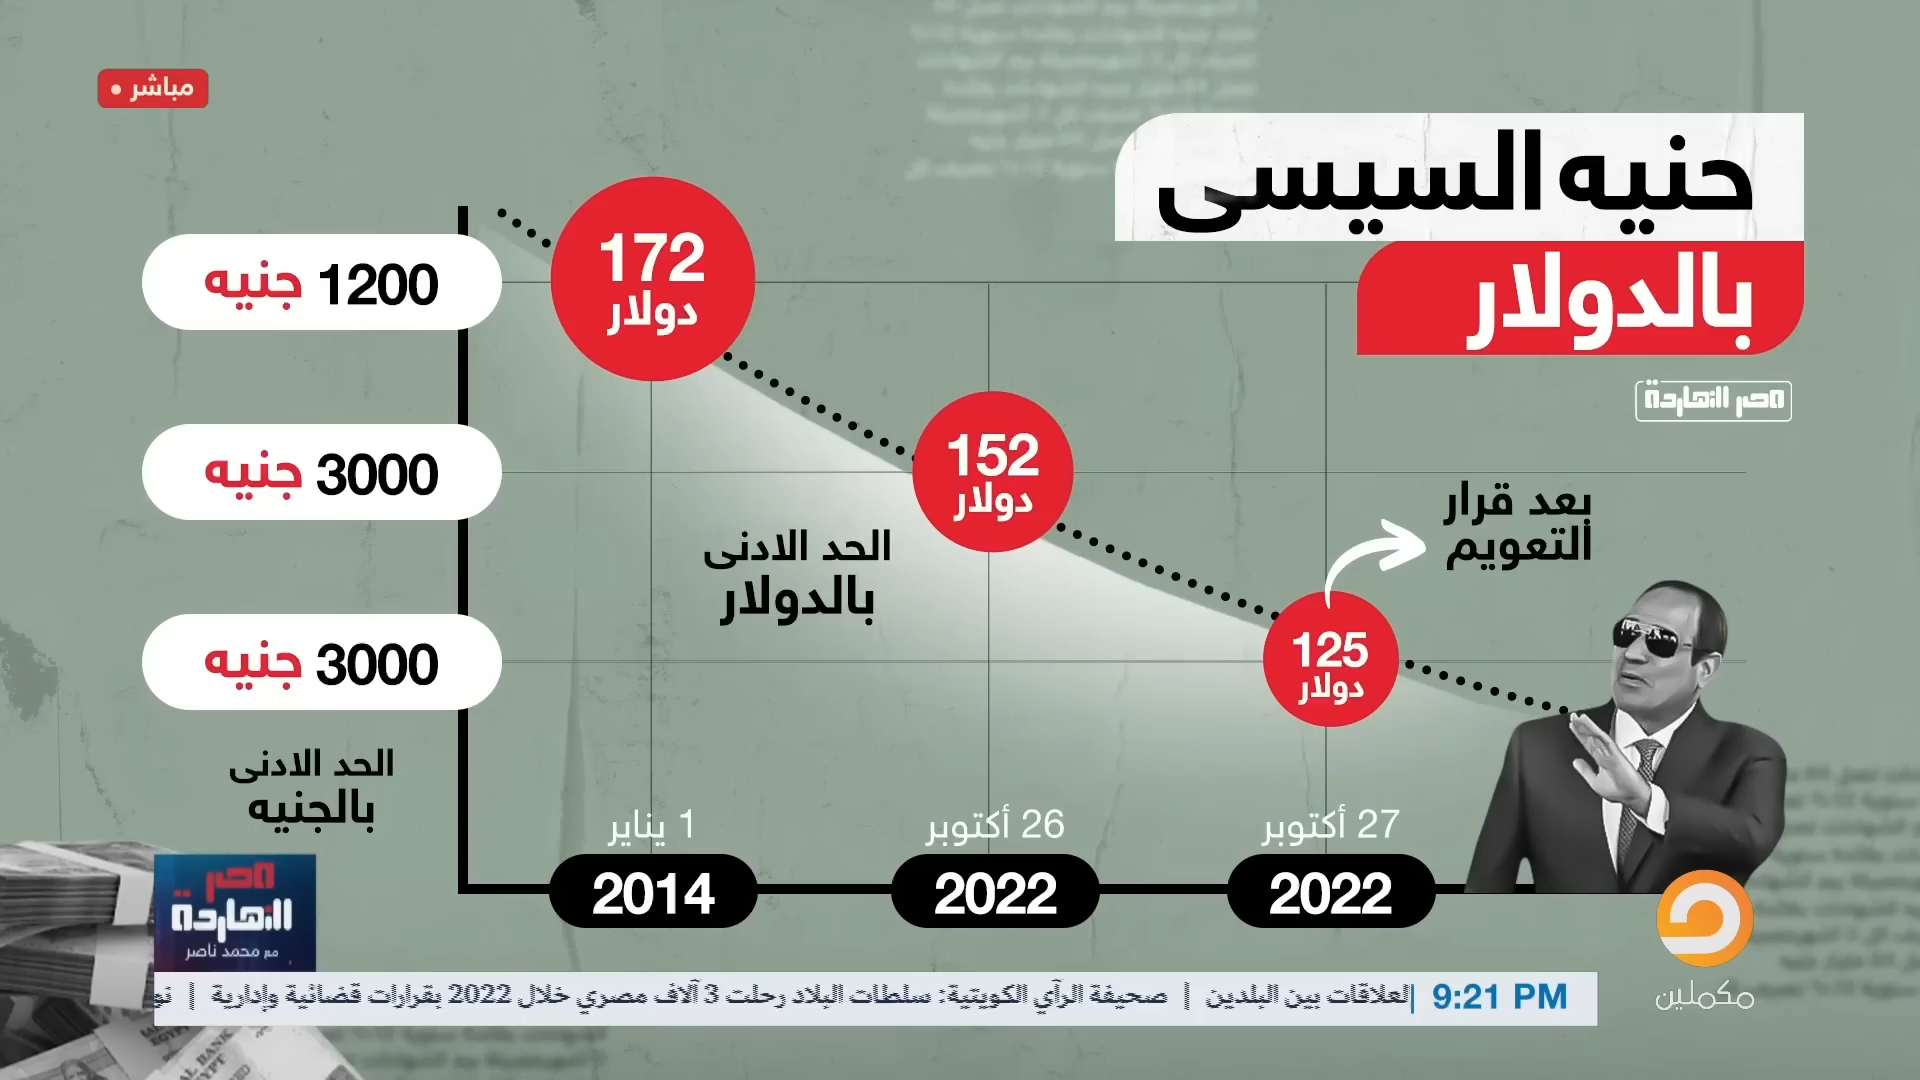 مباشر
حنيه السيسى
بالدولار
مصر النهاردة
1200 جنيه
172
دولار
3000 جنيه
152
دولار
بعد قرار
التعويم
الحد الادنى
بالدولار
3000 جنيه
125
دولار
الحد الادنى
بالجنيه
1 يناير
26 أكتوبر
27 أكتوبر
2014
2022
2022
مصر
النهاردة
مع محمد ناصر
9:21 PM
لعلاقات بين البلدين | صحيفة الرآي الكويتية: سلطات البلاد رحلت 3 آلاف مصري خلال 2022 بقرارات قضائية وإدارية |
مكملين